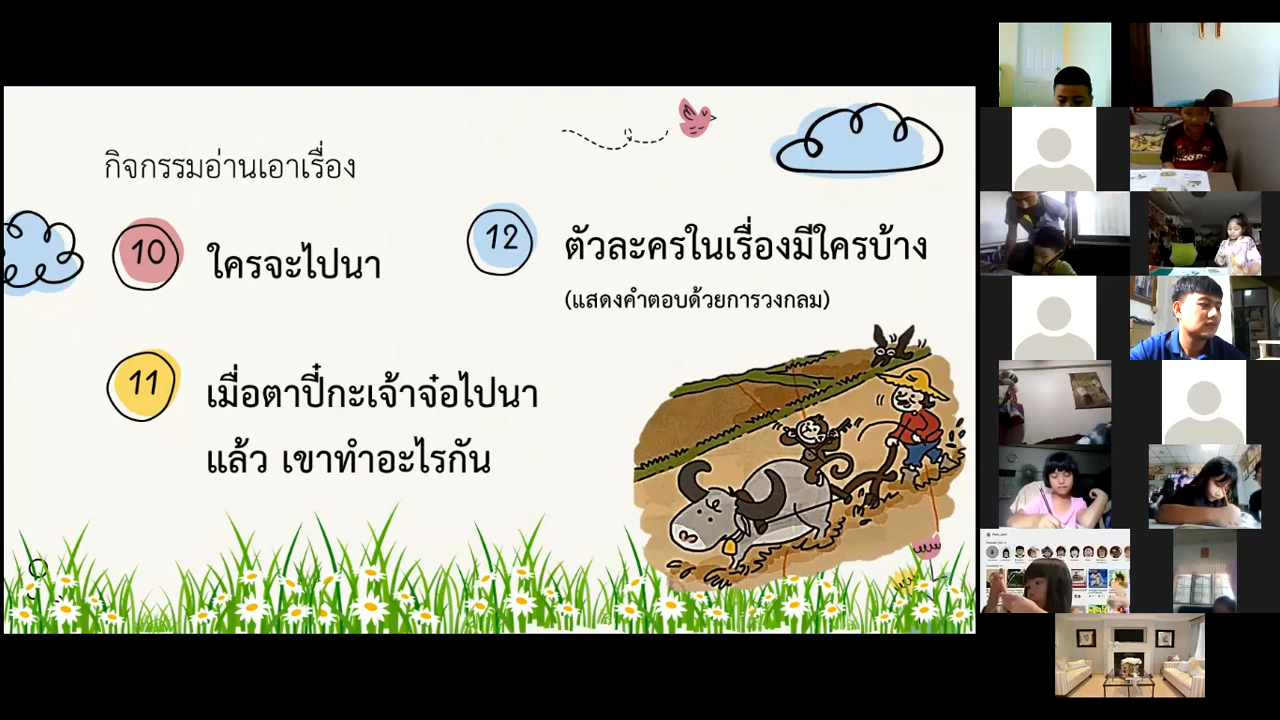 กิจกรรมอ่านเอาเรื่อง
10 ใครจะไปนา
11 เมื่อตาปี๋กะเจ้าจ๋อไปนา
แล้ว เขาทำอะไรกัน
12 ตัวละครในเรื่องมีใครบ้าง
(แสดงคำตอบด้วยการวงกลม)